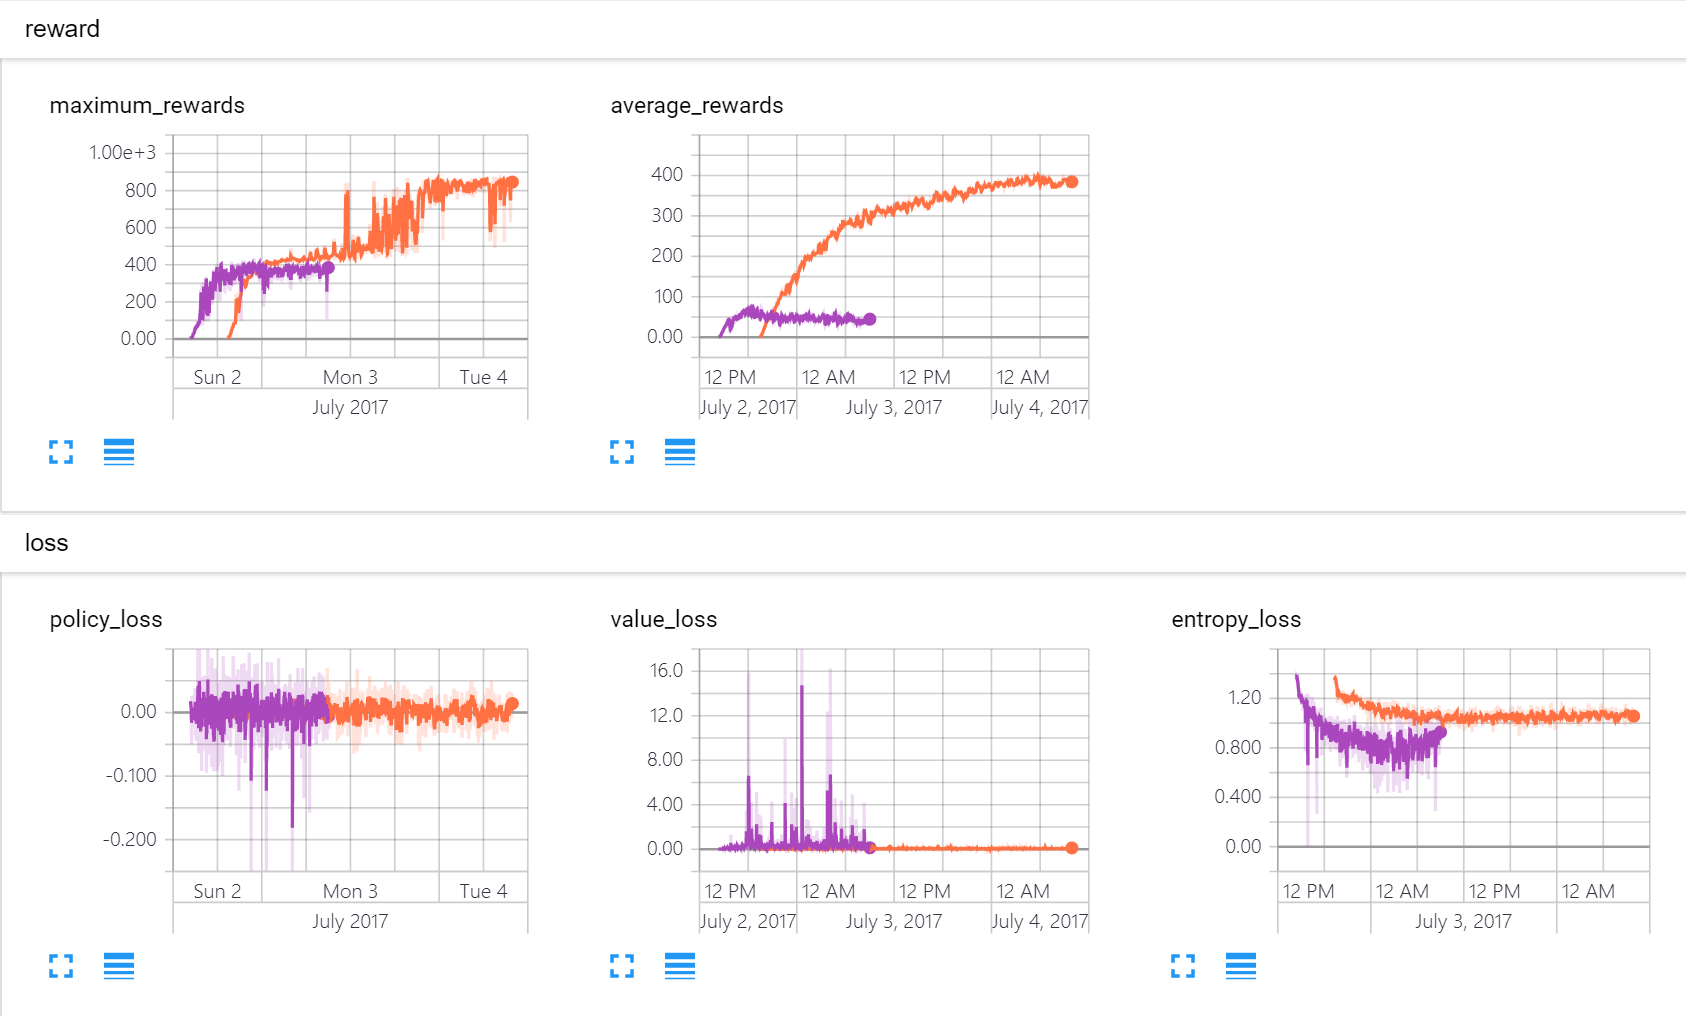 reward
maximum_rewards
1.00e+3
800
600
400
200
0.00
Sun 2 Mon 3 Tue 4
July 2017
average_rewards
400
300
200
100
0.00
12 PM 12 AM 12 PM 12 AM
July 2, 2017 July 3, 2017 July 4, 2017
loss
policy_loss
0.00
-0.100
-0.200
Sun 2 Mon 3 Tue 4
July 2017
value_loss
16.0
12.0
8.00
4.00
0.00
12 PM 12 AM 12 PM 12 AM
July 2, 2017 July 3, 2017 July 4, 2017
entropy_loss
1.20
0.800
0.400
0.00
12 PM 12 AM 12 PM 12 AM
July 3, 2017